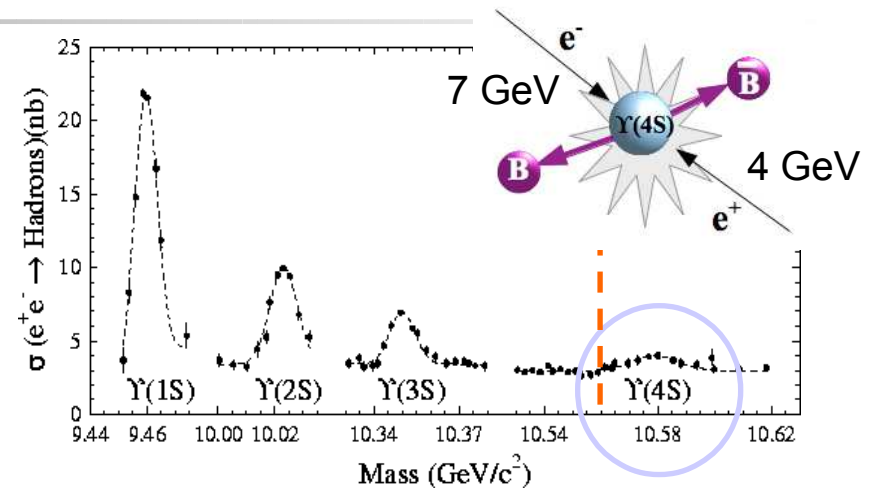 25
20
15
10
5
0
σ (e⁺e⁻ → Hadrons)(nb)
e⁻
7 GeV
B̅
ϒ(4S)
B
4 GeV
e⁺
ϒ(1S) ϒ(2S) ϒ(3S) ϒ(4S)
9.44 9.46 10.00 10.02 10.34 10.37 10.54 10.58 10.62
Mass (GeV/c²)